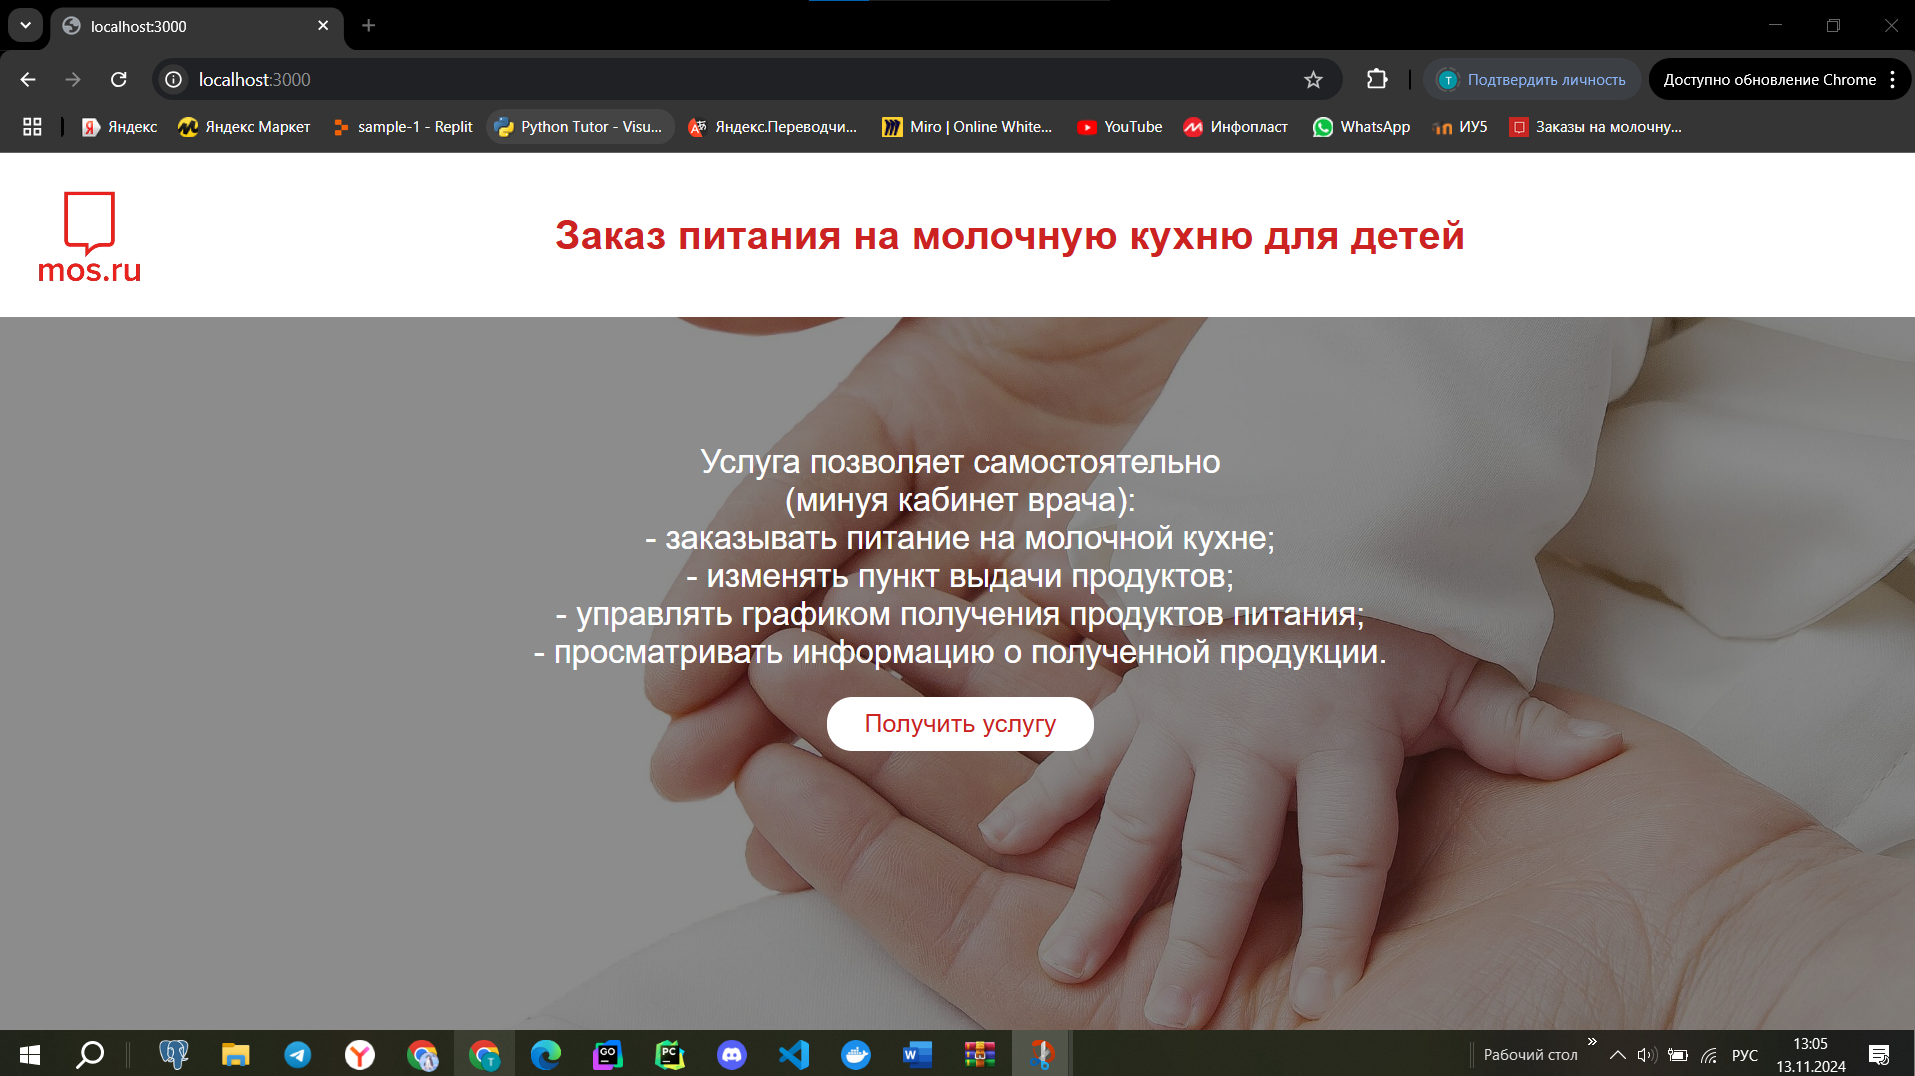 localhost:3000
localhost:3000
Подтвердить личность
Доступно обновление Chrome
Яндекс
Яндекс Маркет
sample-1 - Replit
Python Tutor - Visu...
Яндекс.Переводчи...
Miro | Online White...
YouTube
Инфопласт
WhatsApp
ИУ5
Заказы на молочну...
mos.ru
Заказ питания на молочную кухню для детей
Услуга позволяет самостоятельно
(минуя кабинет врача):
- заказывать питание на молочной кухне;
- изменять пункт выдачи продуктов;
- управлять графиком получения продуктов питания;
- просматривать информацию о полученной продукции.
Получить услугу
Рабочий стол
РУС
13:05
13.11.2024